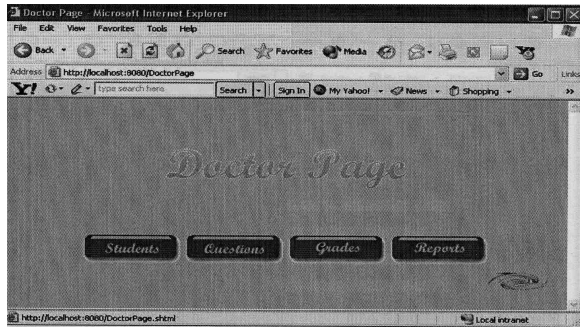 Doctor Page - Microsoft Internet Explorer
File Edit View Favorites Tools Help
Back Search Favorites Media
Address http://localhost:8080/DoctorPage Go Links
Y! type search here Search Sign In My Yahoo! News Shopping »
Doctor Page
Students Questions Grades Reports
http://localhost:8080/DoctorPage.shtml Local intranet